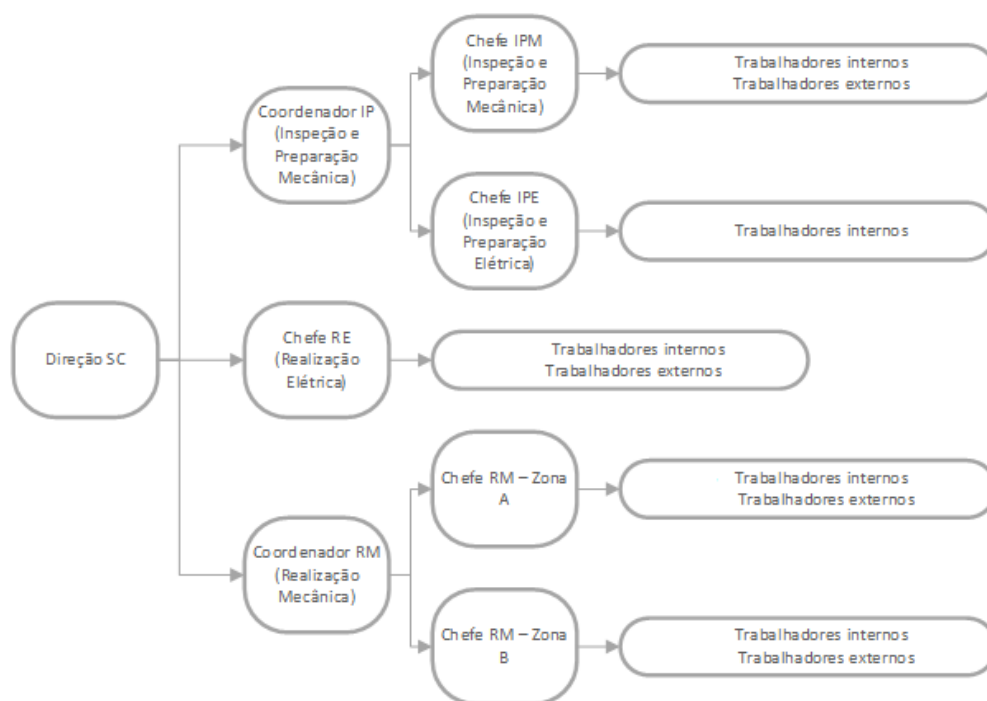 Chefe IPM
(Inspeção e
Preparação
Mecânica)
Trabalhadores internos
Trabalhadores externos
Coordenador IP
(Inspeção e
Preparação
Mecânica)
Chefe IPE
(Inspeção e
Preparação
Elétrica)
Trabalhadores internos
Direção SC
Chefe RE
(Realização
Elétrica)
Trabalhadores internos
Trabalhadores externos
Chefe RM – Zona
A
Trabalhadores internos
Trabalhadores externos
Coordenador RM
(Realização
Mecânica)
Chefe RM – Zona
B
Trabalhadores internos
Trabalhadores externos